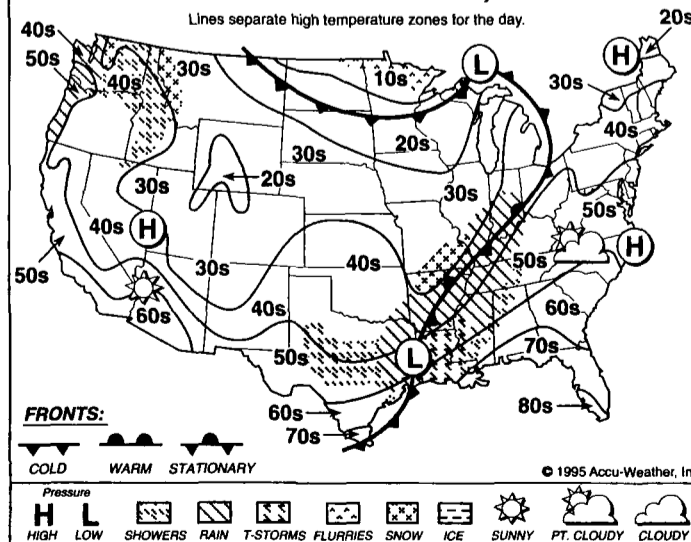 Lines separate high temperature zones for the day.
40s
50s
40s
30s
10s
L
H
20s
30s
40s
20s
30s
20s
30s
30s
50s
H
40s
50s
30s
40s
50s
H
60s
40s
60s
50s
L
70s
60s
70s
80s
FRONTS:
COLD WARM STATIONARY
© 1995 Accu-Weather, In
Pressure
H L
HIGH LOW SHOWERS RAIN T-STORMS FLURRIES SNOW ICE SUNNY PT. CLOUDY CLOUDY